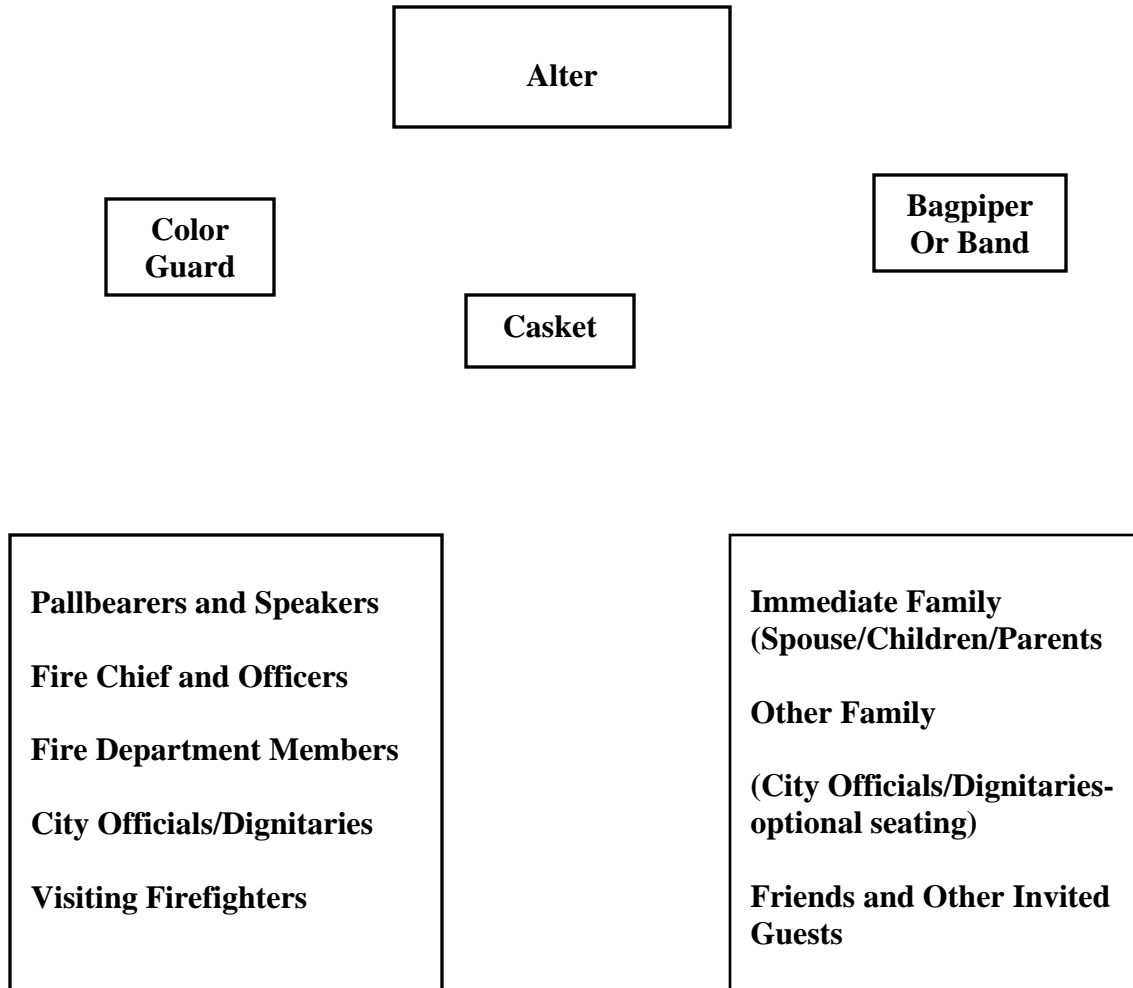 Alter
Color
Guard
Bagpiper
Or Band
Casket
Pallbearers and Speakers
Fire Chief and Officers
Fire Department Members
City Officials/Dignitaries
Visiting Firefighters
Immediate Family
(Spouse/Children/Parents
Other Family
(City Officials/Dignitaries-
optional seating)
Friends and Other Invited
Guests